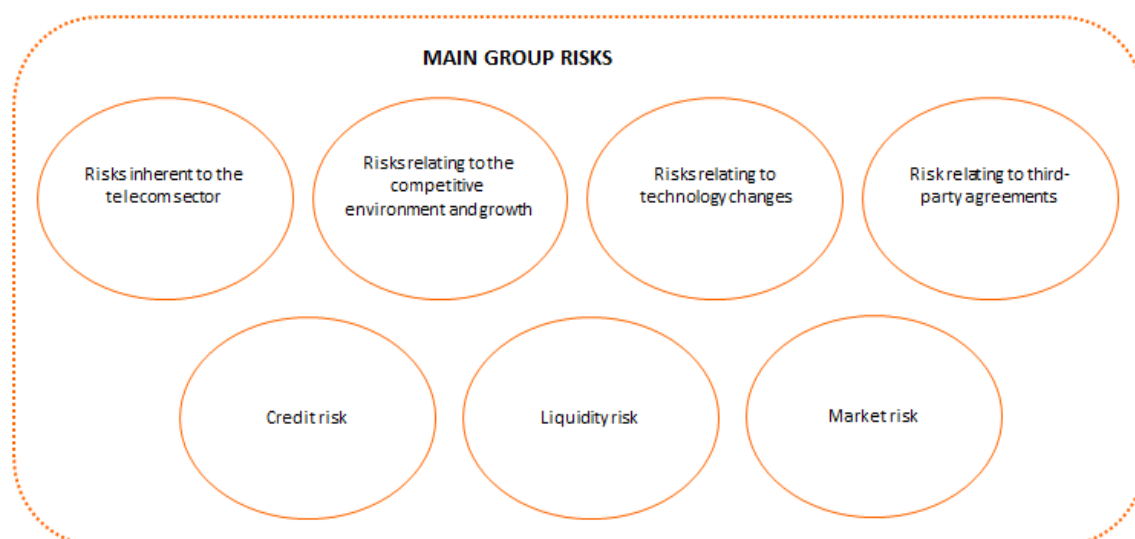 MAIN GROUP RISKS
Risks inherent to the
telecom sector
Risks relating to the
competitive
environment and growth
Risks relating to
technology changes
Risk relating to third-
party agreements
Credit risk
Liquidity risk
Market risk